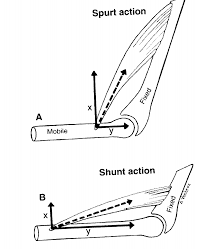 Spurt action
x
Fixed
A
Mobile
y
Shunt action
B
x
y
Fixed